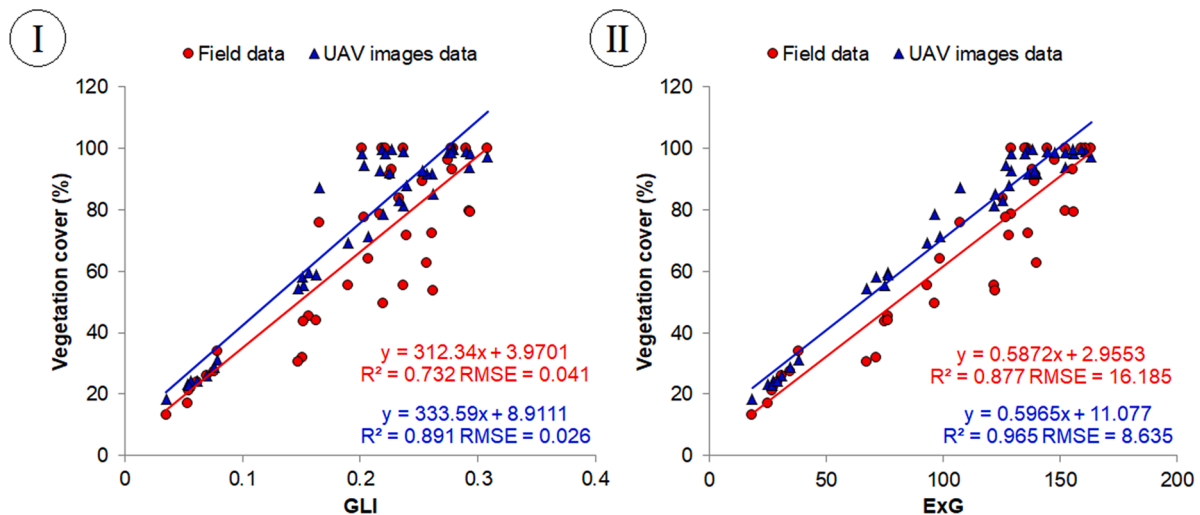 I
Field data UAV images data
Vegetation cover (%)
120
100
80
60
40
20
0
y = 312.34x + 3.9701
R² = 0.732 RMSE = 0.041
y = 333.59x + 8.9111
R² = 0.891 RMSE = 0.026
0 0.1 0.2 0.3 0.4
GLI
II
Field data UAV images data
Vegetation cover (%)
120
100
80
60
40
20
0
y = 0.5872x + 2.9553
R² = 0.877 RMSE = 16.185
y = 0.5965x + 11.077
R² = 0.965 RMSE = 8.635
0 50 100 150 200
ExG